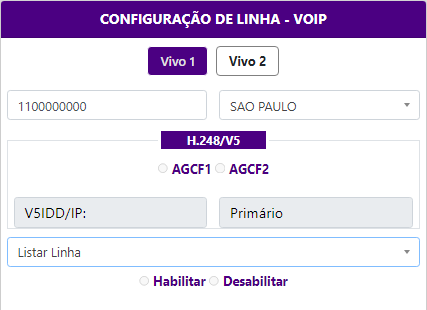 CONFIGURAÇÃO DE LINHA - VOIP
Vivo 1 Vivo 2
1100000000 SAO PAULO
H.248/V5
AGCF1 AGCF2
V5IDD/IP: Primário
Listar Linha
Habilitar Desabilitar